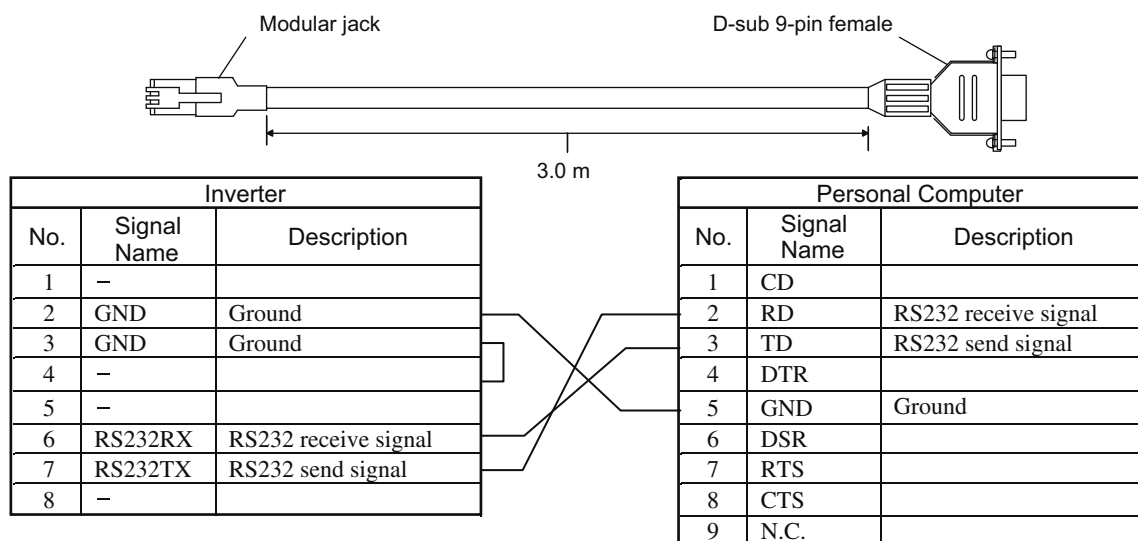 Modular jack
D-sub 9-pin female
3.0 m
Inverter
No. Signal Name Description
1 –
2 GND Ground
3 GND Ground
4 –
5 –
6 RS232RX RS232 receive signal
7 RS232TX RS232 send signal
8 –
Personal Computer
No. Signal Name Description
1 CD
2 RD RS232 receive signal
3 TD RS232 send signal
4 DTR
5 GND Ground
6 DSR
7 RTS
8 CTS
9 N.C.